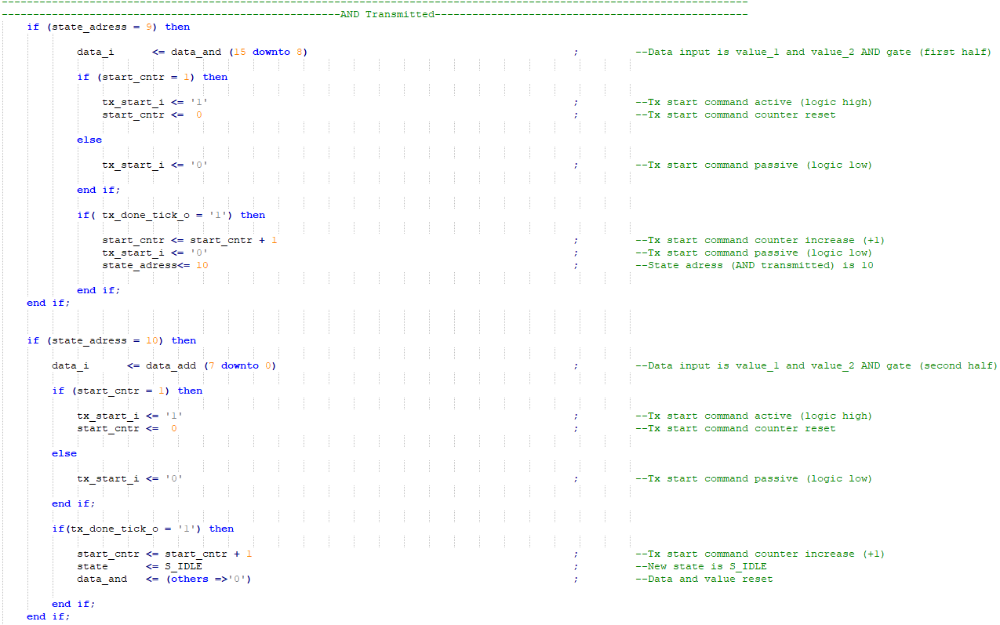 -----------------------------------------------------------------------------------------------------------------------
------------------------------------------------------AND Transmitted--------------------------------------------------
if (state_adress = 9) then
data_i <= data_and (15 downto 8) ; --Data input is value_1 and value_2 AND gate (first half)
if (start_cntr = 1) then
tx_start_i <= '1' ; --Tx start command active (logic high)
start_cntr <= 0 ; --Tx start command counter reset
else
tx_start_i <= '0' ; --Tx start command passive (logic low)
end if;
if( tx_done_tick_o = '1') then
start_cntr <= start_cntr + 1 ; --Tx start command counter increase (+1)
tx_start_i <= '0' ; --Tx start command passive (logic low)
state_adress<= 10 ; --State adress (AND transmitted) is 10
end if;
end if;
if (state_adress = 10) then
data_i <= data_add (7 downto 0) ; --Data input is value_1 and value_2 AND gate (second half)
if (start_cntr = 1) then
tx_start_i <= '1' ; --Tx start command active (logic high)
start_cntr <= 0 ; --Tx start command counter reset
else
tx_start_i <= '0' ; --Tx start command passive (logic low)
end if;
if(tx_done_tick_o = '1') then
start_cntr <= start_cntr + 1 ; --Tx start command counter increase (+1)
state <= S_IDLE ; --New state is S_IDLE
data_and <= (others =>'0') ; --Data and value reset
end if;
end if;